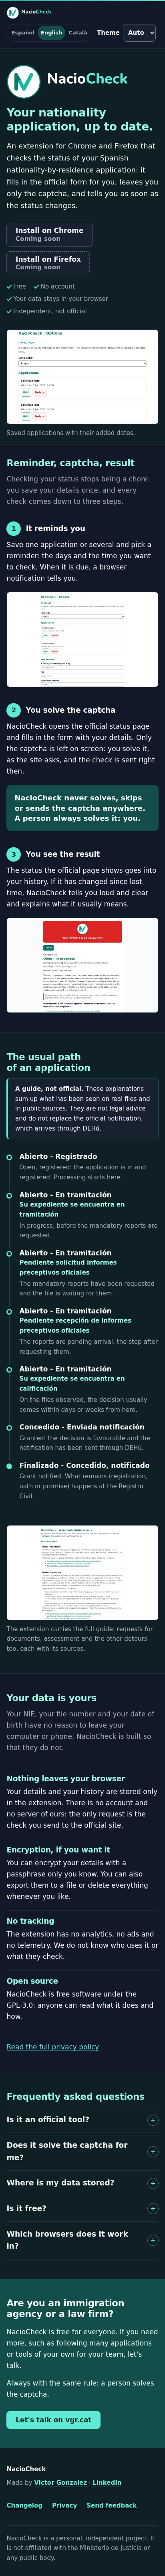 NacioCheck
Español English Català Theme Auto
NacioCheck
Your nationality
application, up to date.
An extension for Chrome and Firefox that
checks the status of your Spanish
nationality-by-residence application: it
fills in the official form for you, leaves you
only the captcha, and tells you as soon as
the status changes.
Install on Chrome
Coming soon
Install on Firefox
Coming soon
Free No account
Your data stays in your browser
Independent, not official
NacioCheck · Options
Language
Language
English
Applications
Edit Delete
Edit Delete
Saved applications with their added dates.
Reminder, captcha, result
Checking your status stops being a chore:
you save your details once, and every
check comes down to three steps.
1 It reminds you
Save one application or several and pick a
reminder: the days and the time you want
to check. When it is due, a browser
notification tells you.
2 You solve the captcha
NacioCheck opens the official status page
and fills in the form with your details. Only
the captcha is left on screen: you solve it,
as the site asks, and the check is sent right
then.
NacioCheck never solves, skips
or sends the captcha anywhere.
A person always solves it: you.
3 You see the result
The status the official page shows goes into
your history. If it has changed since last
time, NacioCheck tells you loud and clear
and explains what it usually means.
THE STATUS HAS CHANGED
The usual path
of an application
A guide, not official. These explanations
sum up what has been seen on real files and
in public sources. They are not legal advice
and do not replace the official notification,
which arrives through DEHú.
Abierto - Registrado
Open, registered: the application is in and
registered. Processing starts here.
Abierto - En tramitación
Su expediente se encuentra en
tramitación
In progress, before the mandatory reports are
requested.
Abierto - En tramitación
Pendiente solicitud informes
preceptivos oficiales
The mandatory reports have been requested
and the file is waiting for them.
Abierto - En tramitación
Pendiente recepción de informes
preceptivos oficiales
The reports are pending arrival: the step after
requesting them.
Abierto - En tramitación
Su expediente se encuentra en
calificación
On the files observed, the decision usually
comes within days or weeks from here.
Concedido - Enviada notificación
Granted: the decision is favorable and the
notification has been sent through DEHú.
Finalizado - Concedido, notificado
Grant notified. What remains (registration,
oath or promise) happens at the Registro
Civil.
The extension carries the full guide: requests for
documents, assessment and the other detours
too, each with its sources.
Your data is yours
Your NIE, your file number and your date of
birth have no reason to leave your
computer or phone. NacioCheck is built so
that they do not.
Nothing leaves your browser
Your details and your history are stored only
in the extension. There is no account and
no server of ours: the only request is the
check you send to the official site.
Encryption, if you want it
You can encrypt your details with a
passphrase only you know. You can also
export them to a file or delete everything
whenever you like.
No tracking
The extension has no analytics, no ads and
no telemetry. We do not know who uses it or
what they check.
Open source
NacioCheck is free software under the
GPL-3.0: anyone can read what it does and
how.
Read the full privacy policy
Frequently asked questions
Is it an official tool?
Does it solve the captcha for
me?
Where is my data stored?
Is it free?
Which browsers does it work
in?
Are you an immigration
agency or a law firm?
NacioCheck is free for everyone. If you need
more, such as following many applications
or tools of your own for your team, let's
talk.
Always with the same rule: a person solves
the captcha.
Let's talk on vgr.cat
NacioCheck
Made by Victor Gonzalez LinkedIn
Changelog Privacy Send feedback
NacioCheck is a personal, independent project. It
is not affiliated with the Ministerio de Justicia or
any public body.